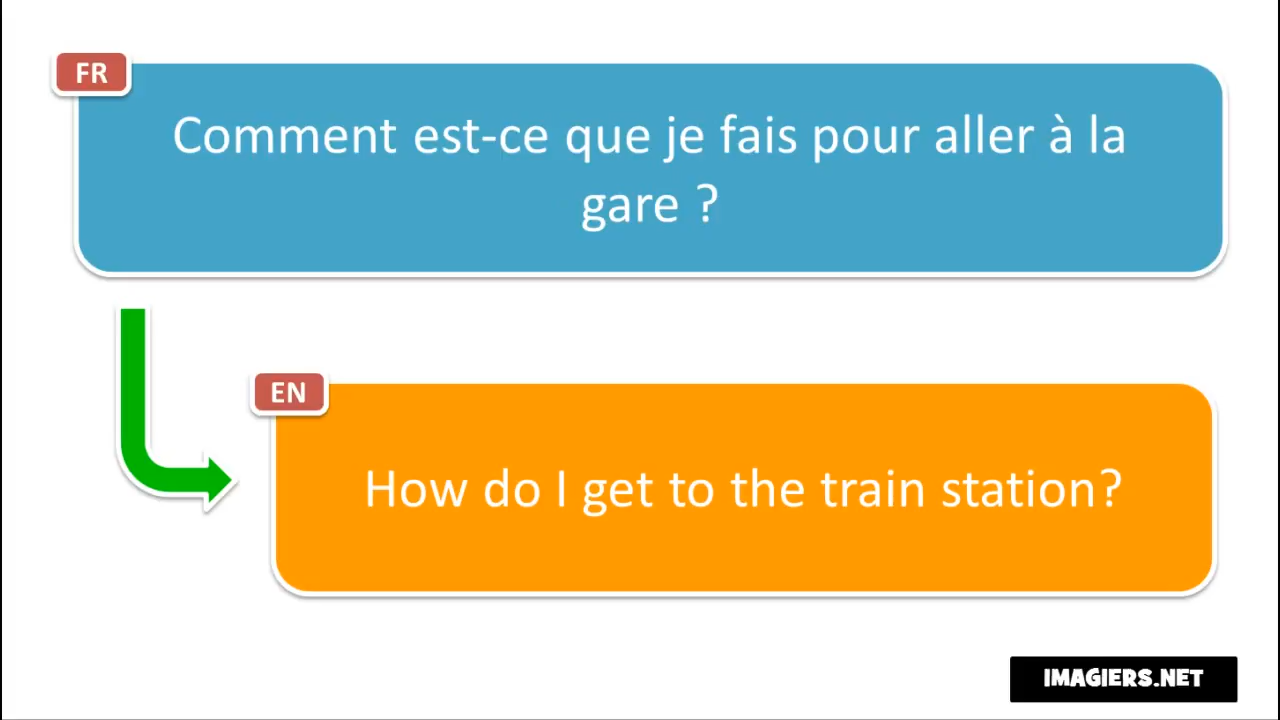 FR
Comment est-ce que je fais pour aller à la
gare ?
EN
How do I get to the train station?
IMAGIERS.NET